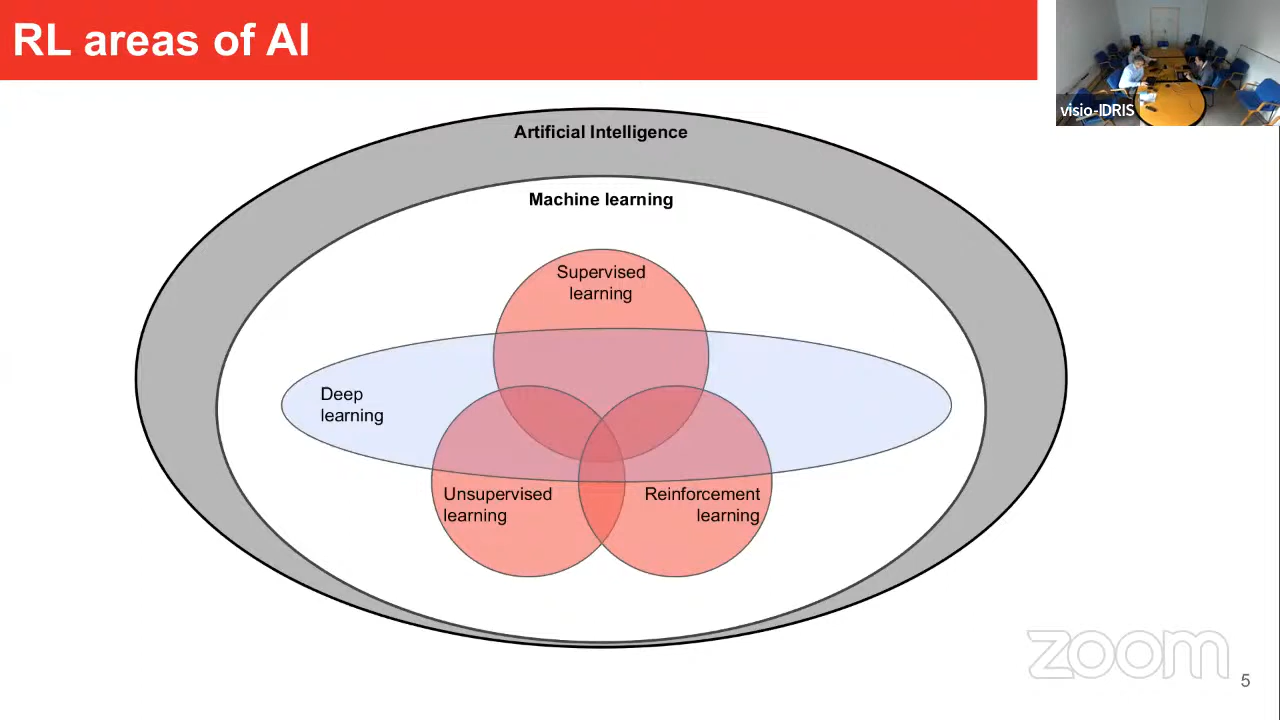 RL areas of AI
visio-IDRIS
Artificial Intelligence
Machine learning
Supervised
learning
Deep
learning
Unsupervised
learning
Reinforcement
learning
zoom
5